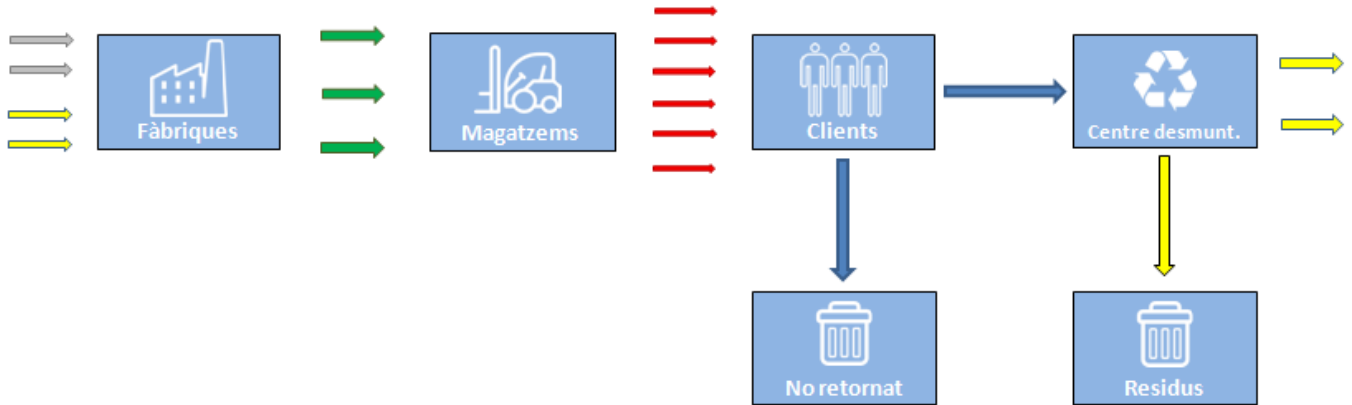 Fàbriques
Magatzems
Clients
Centre desmunt.
No retornat
Residus